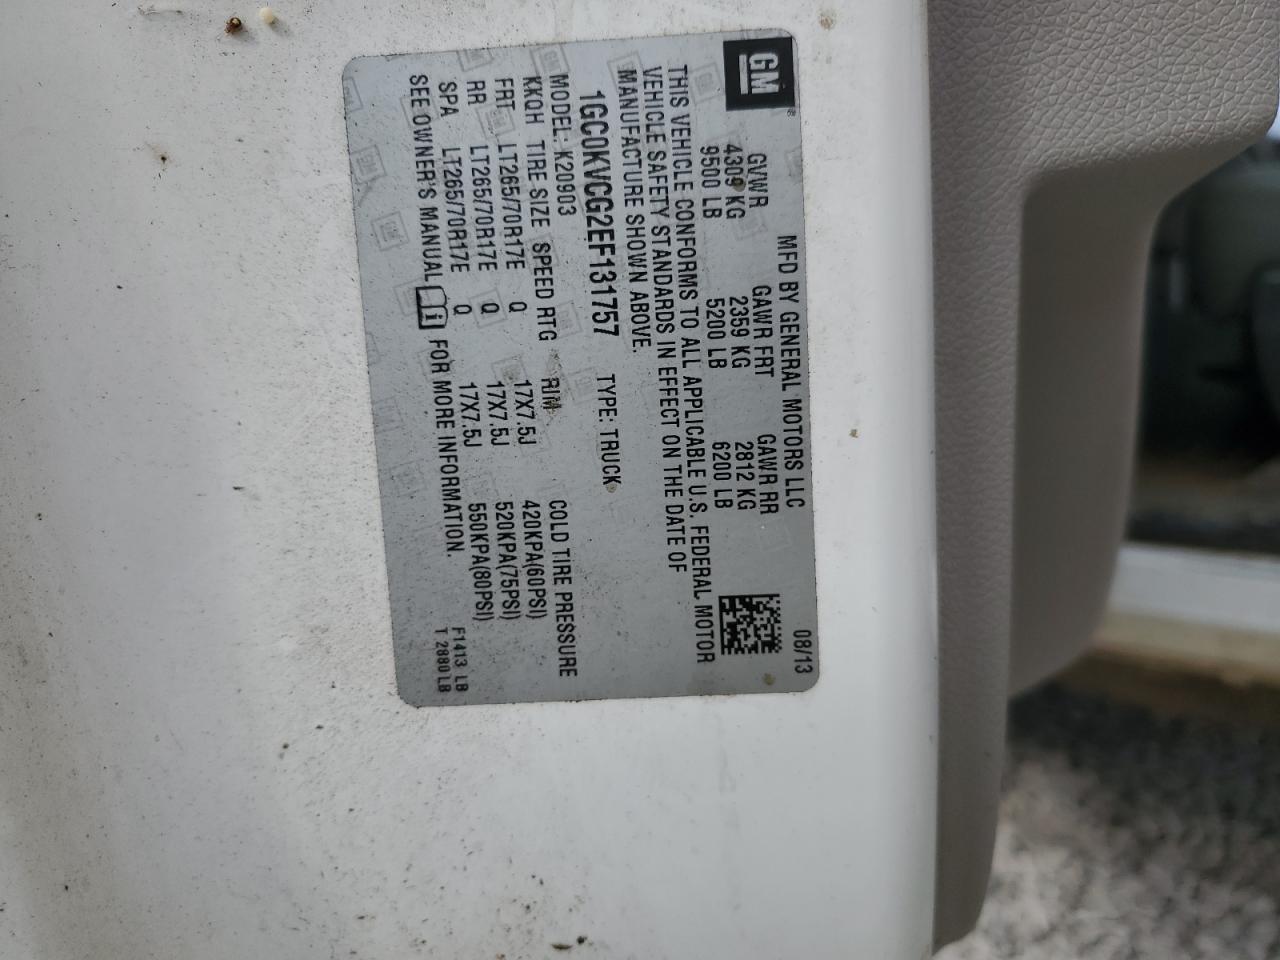 GM
MFD BY GENERAL MOTORS LLC 08/13
GVWR GAWR FRT GAWR RR
4309 KG 2359 KG 2812 KG
9500 LB 5200 LB 6200 LB
THIS VEHICLE CONFORMS TO ALL APPLICABLE U.S. FEDERAL MOTOR
VEHICLE SAFETY STANDARDS IN EFFECT ON THE DATE OF
MANUFACTURE SHOWN ABOVE.
1GC0KVCG2EF131757 TYPE: TRUCK
MODEL: K20903
KKQH TIRE SIZE SPEED RTG RIM COLD TIRE PRESSURE
FRT LT265/70R17E Q 17X7.5J 420KPA(60PSI)
RR LT265/70R17E Q 17X7.5J 520KPA(75PSI)
SPA LT265/70R17E Q 17X7.5J 550KPA(80PSI)
SEE OWNER'S MANUAL FOR MORE INFORMATION.
F1413 LB
T 2880 LB